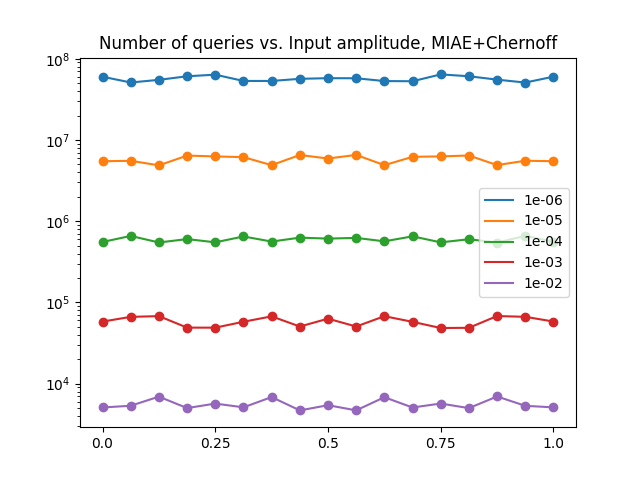 Number of queries vs. Input amplitude, MIAE+Chernoff
10^8
10^7
10^6
10^5
10^4
1e-06
1e-05
1e-04
1e-03
1e-02
0.0 0.25 0.5 0.75 1.0